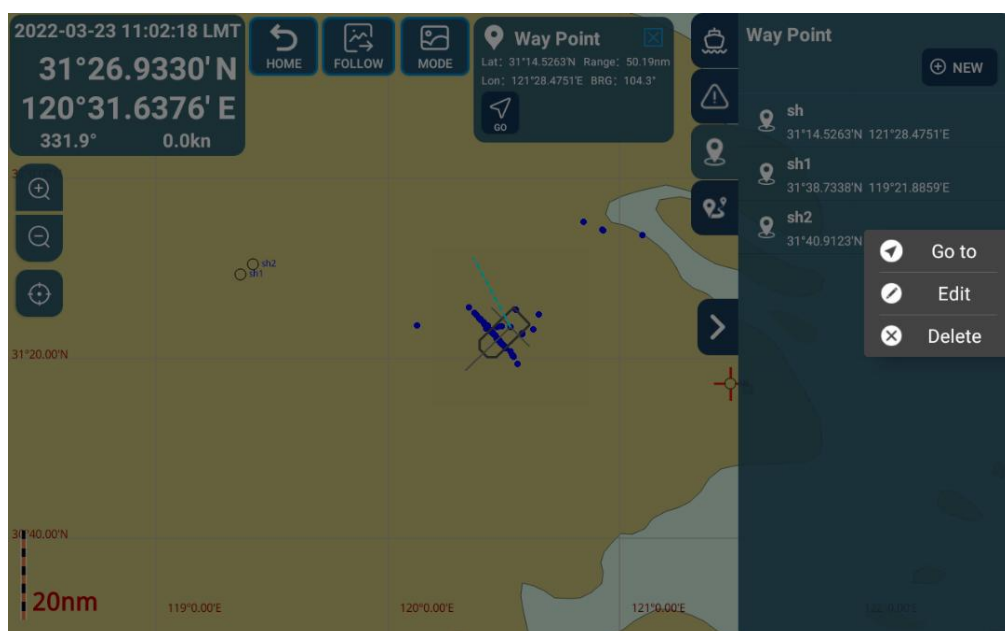 2022-03-23 11:02:18 LMT
31°26.9330'N
120°31.6376'E
331.9° 0.0kn
HOME
FOLLOW
MODE
Way Point
Lat: 31°14.5263'N Range: 50.19nm
Lon: 121°28.4751'E BRG: 104.3°
GO
Way Point
NEW
sh
31°14.5263'N 121°28.4751'E
sh1
31°38.7338'N 119°21.8859'E
sh2
31°40.9123'N
Go to
Edit
Delete
sh2
sh1
31°20.00'N
20nm
119°0.00'E
120°0.00'E
121°0.00'E